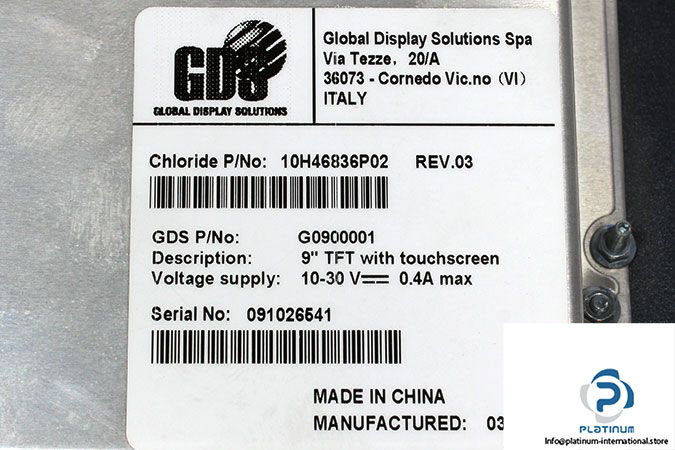 GDS
GLOBAL DISPLAY SOLUTIONS
Global Display Solutions Spa
Via Tezze, 20/A
36073 - Cornedo Vic.no (VI)
ITALY
Chloride P/No: 10H46836P02 REV.03
GDS P/No: G0900001
Description: 9" TFT with touchscreen
Voltage supply: 10-30 V⎓ 0.4A max
Serial No: 091026541
MADE IN CHINA
MANUFACTURED: 03
PLATINUM
Info@platinum-international.store